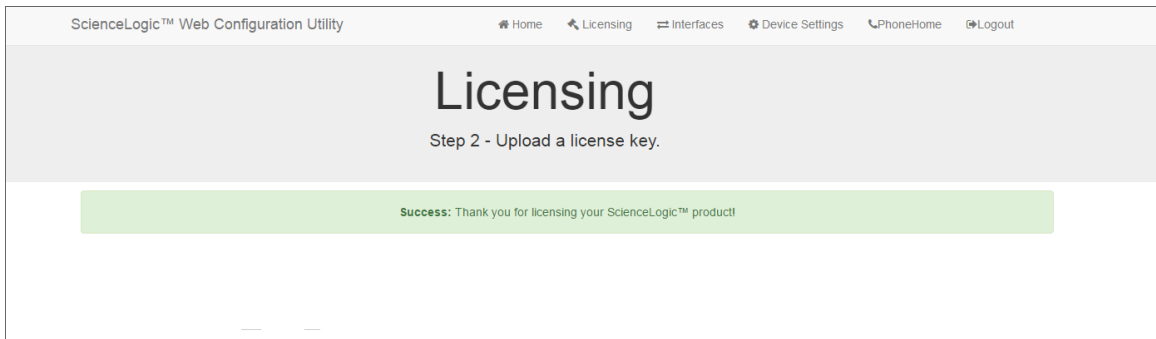 ScienceLogic™ Web Configuration Utility Home Licensing Interfaces Device Settings PhoneHome Logout
Licensing
Step 2 - Upload a license key.
Success: Thank you for licensing your ScienceLogic™ product!